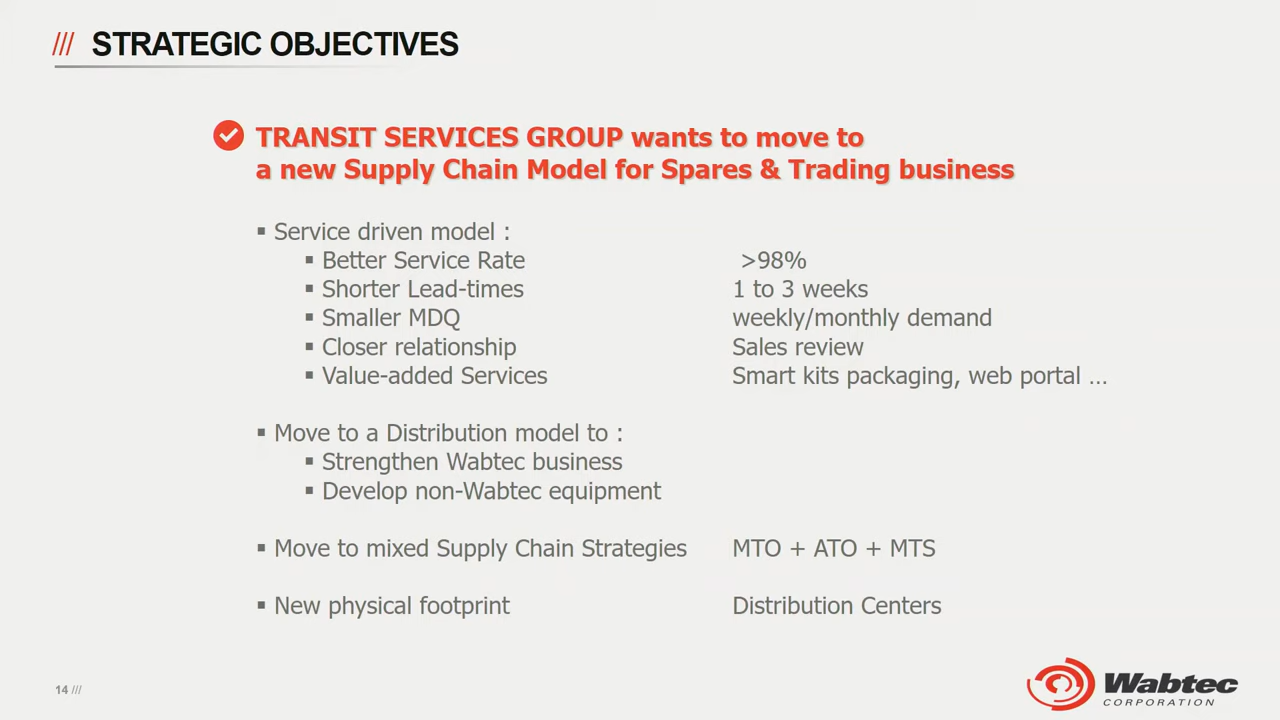 /// STRATEGIC OBJECTIVES
TRANSIT SERVICES GROUP wants to move to
a new Supply Chain Model for Spares & Trading business
▪ Service driven model :
▪ Better Service Rate >98%
▪ Shorter Lead-times 1 to 3 weeks
▪ Smaller MDQ weekly/monthly demand
▪ Closer relationship Sales review
▪ Value-added Services Smart kits packaging, web portal ...
▪ Move to a Distribution model to :
▪ Strengthen Wabtec business
▪ Develop non-Wabtec equipment
▪ Move to mixed Supply Chain Strategies MTO + ATO + MTS
▪ New physical footprint Distribution Centers
14 ///
Wabtec
CORPORATION